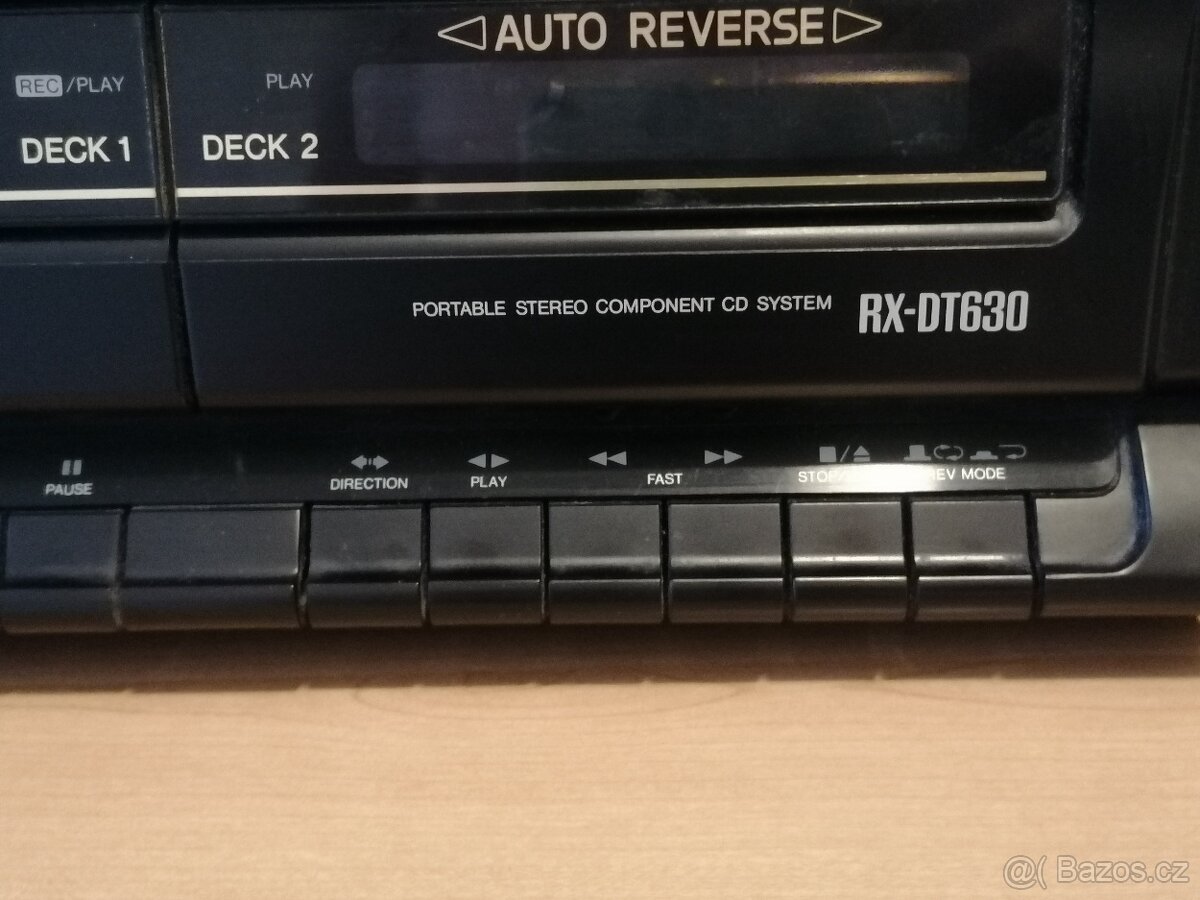 AUTO REVERSE
REC/PLAY
PLAY
DECK 1
DECK 2
PORTABLE STEREO COMPONENT CD SYSTEM RX-DT630
PAUSE
DIRECTION
PLAY
FAST
REV MODE
@( Bazos.cz